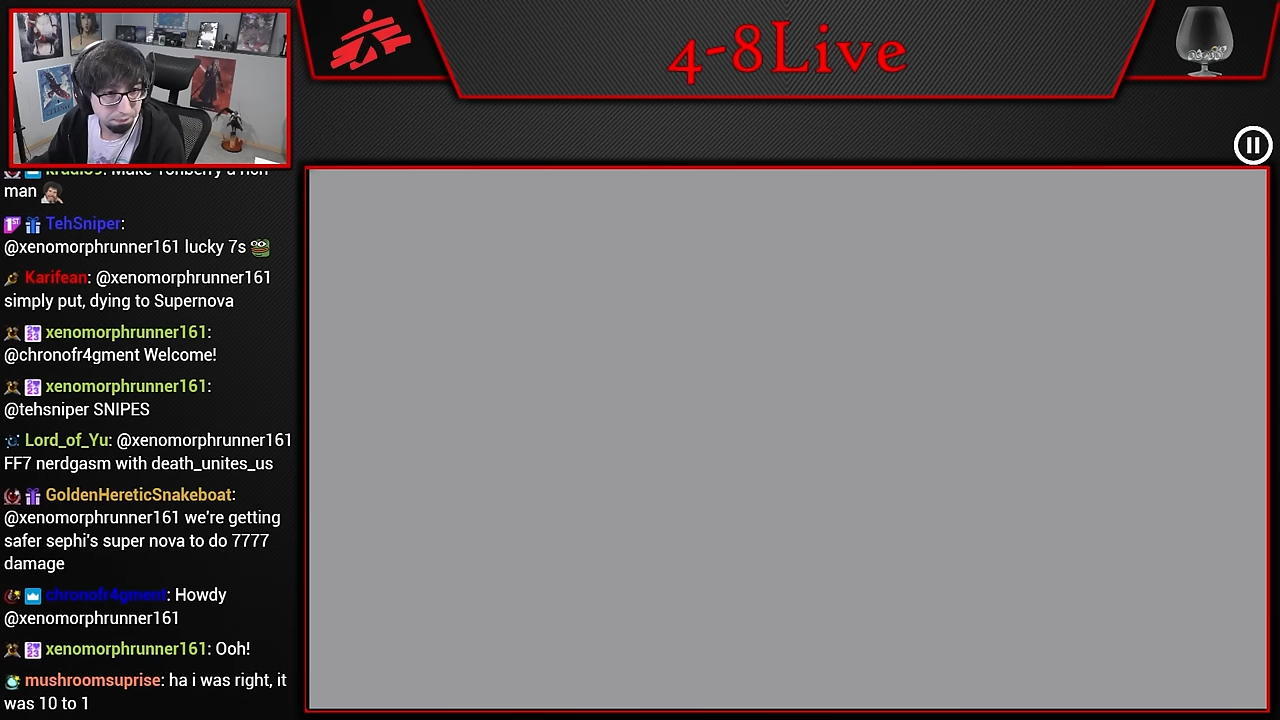 4-8Live
man
TehSniper:
@xenomorphrunner161 lucky 7s
Karifean: @xenomorphrunner161
simply put, dying to Supernova
xenomorphrunner161:
@chronofr4gment Welcome!
xenomorphrunner161:
@tehsniper SNIPES
Lord_of_Yu: @xenomorphrunner161
FF7 nerdgasm with death_unites_us
GoldenHereticSnakeboat:
@xenomorphrunner161 we're getting
safer sephi's super nova to do 7777
damage
chronofr4gment: Howdy
@xenomorphrunner161
xenomorphrunner161: Ooh!
mushroomsuprise: ha i was right, it
was 10 to 1